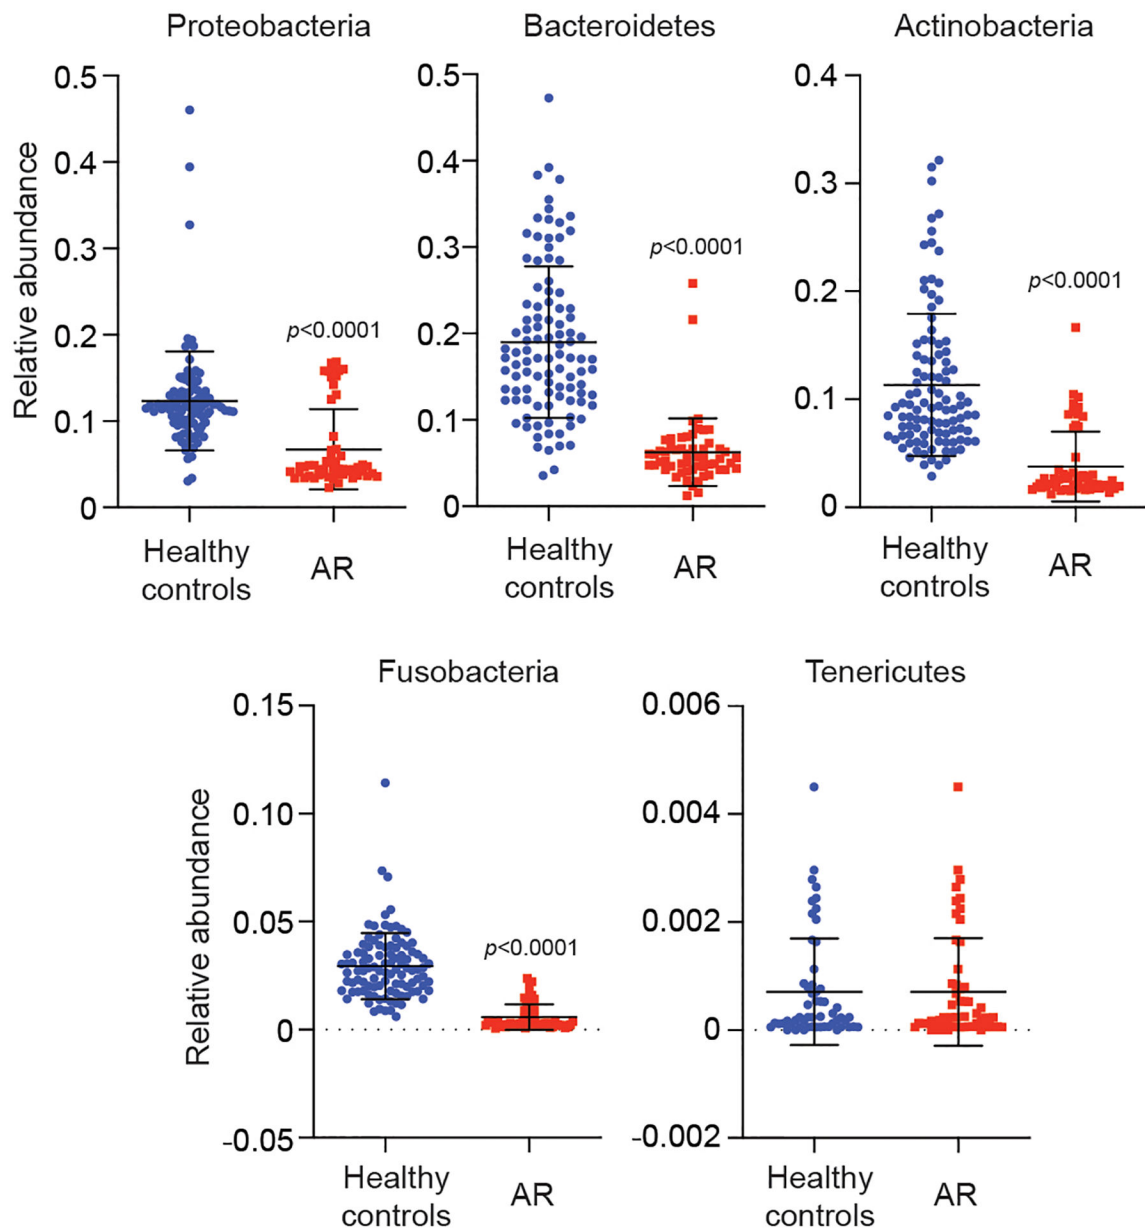 Proteobacteria
Bacteroidetes
Actinobacteria
Relative abundance
0.5
0.4
0.3
0.2
0.1
0
p<0.0001
Healthy
controls
AR
0.5
0.4
0.3
0.2
0.1
0
p<0.0001
Healthy
controls
AR
0.4
0.3
0.2
0.1
0
p<0.0001
Healthy
controls
AR
Fusobacteria
Tenericutes
Relative abundance
0.15
0.10
0.05
0
-0.05
p<0.0001
Healthy
controls
AR
0.006
0.004
0.002
0
-0.002
Healthy
controls
AR